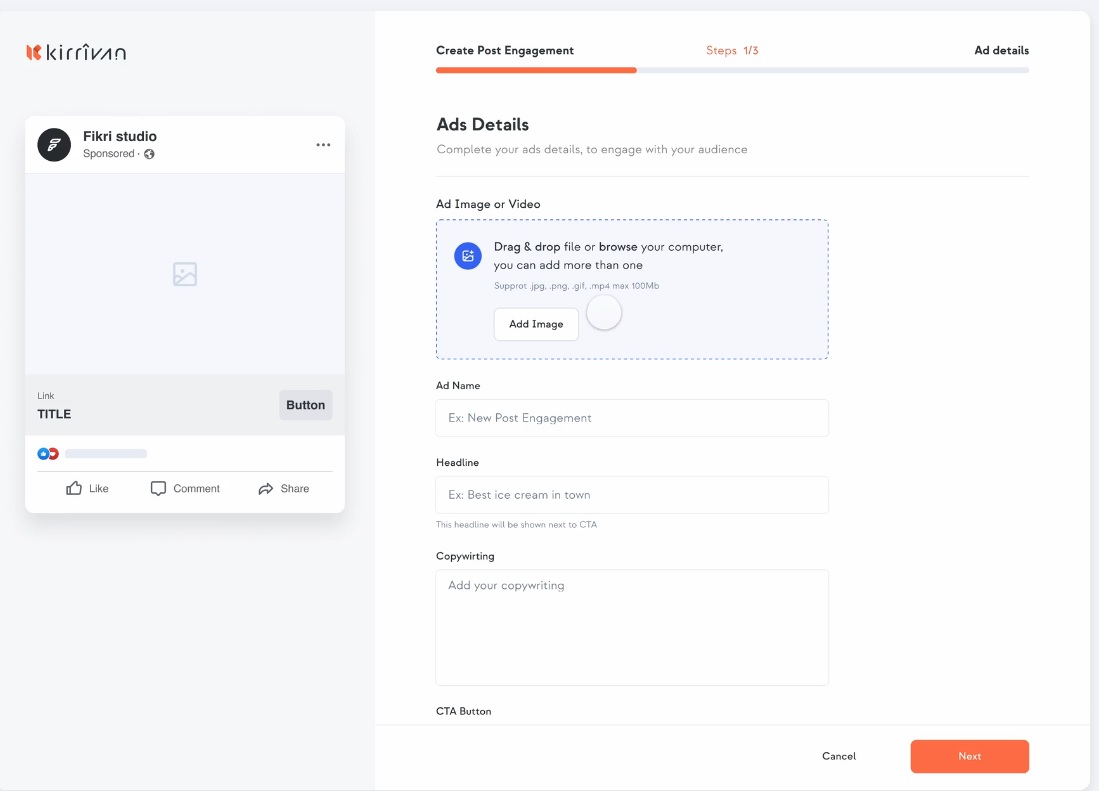 kirrîvan
Create Post Engagement
Steps 1/3
Ad details
Fikri studio
Sponsored ·
Link
TITLE
Button
Like
Comment
Share
Ads Details
Complete your ads details, to engage with your audience
Ad Image or Video
Drag & drop file or browse your computer,
you can add more than one
Supprot .jpg, .png, .gif, .mp4 max 100Mb
Add Image
Ad Name
Ex: New Post Engagement
Headline
Ex: Best ice cream in town
This headline will be shown next to CTA
Copywirting
Add your copywriting
CTA Button
Cancel
Next